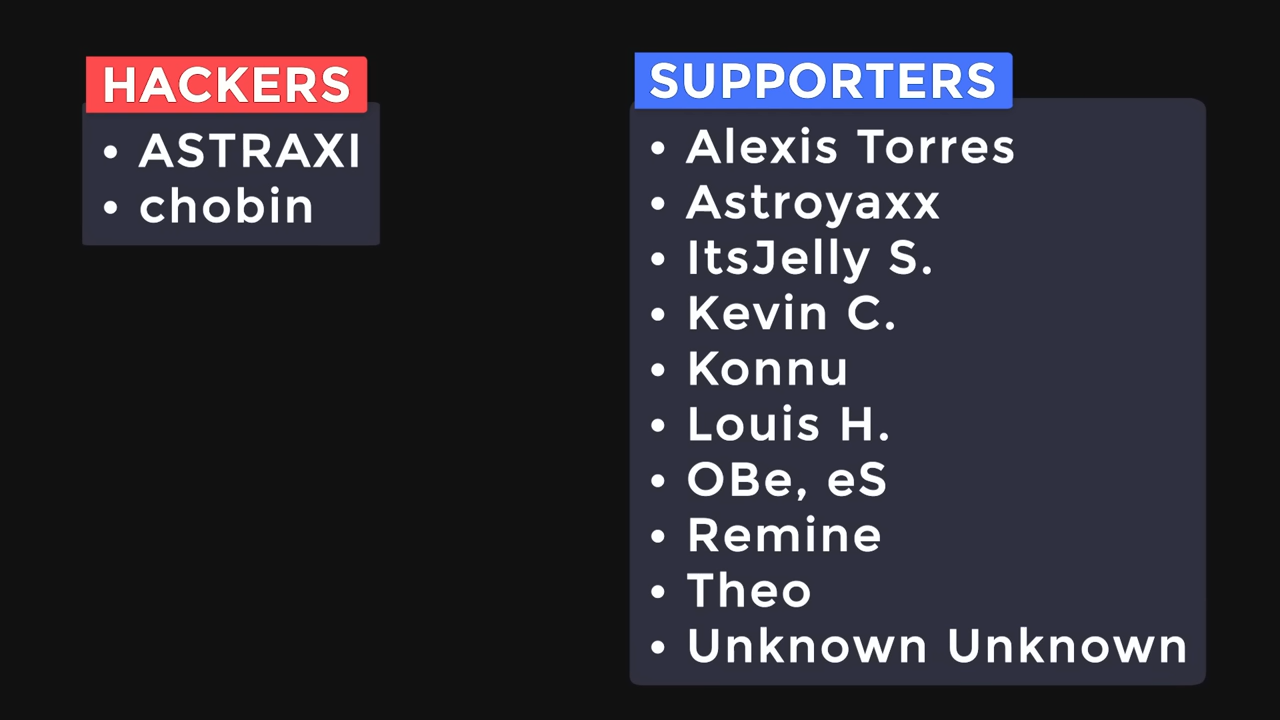 HACKERS
• ASTRAXI
• chobin
SUPPORTERS
• Alexis Torres
• Astroyaxx
• ItsJelly S.
• Kevin C.
• Konnu
• Louis H.
• OBe, eS
• Remine
• Theo
• Unknown Unknown